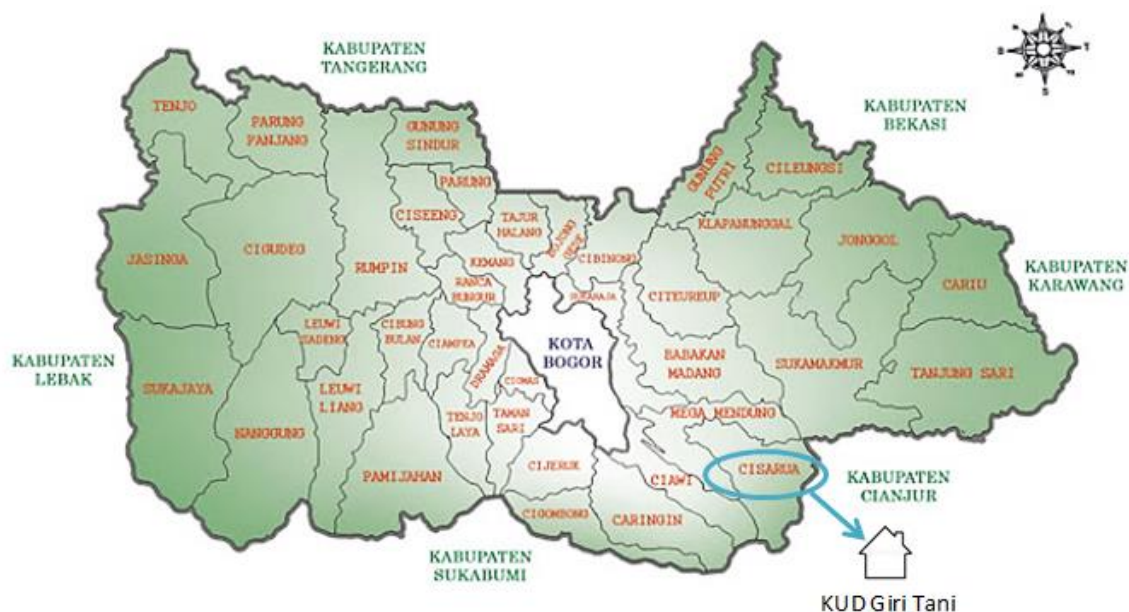 KABUPATEN
TANGERANG
KABUPATEN
BEKASI
TENJO
PARUNG
PANJANG
GUNUNG
SINDUR
GUNUNG
PUTRI
CILEUNGSI
PARUNG
CISEENG
TAJUR
HALANG
BOJONG
GEDE
CIBINONG
KLAPANUNGGAL
JONGGOL
JASINGA
CIGUDEG
RUMPIN
KEMANG
RANCA
BUNGUR
SUKARAJA
CITEUREUP
CARIU
KABUPATEN
KARAWANG
LEUWI
SADENG
CIBUNG
BULAN
CIAMPEA
DRAMAGA
CIOMAS
KOTA
BOGOR
BABAKAN
MADANG
SUKAMAKMUR
TANJUNG SARI
KABUPATEN
LEBAK
SUKAJAYA
LEUWI
LIANG
NANGGUNG
TENJO
LAYA
TAMAN
SARI
MEGA MENDUNG
PAMIJAHAN
CIJERUK
CIAWI
CISARUA
KABUPATEN
CIANJUR
CIGOMBONG
CARINGIN
KABUPATEN
SUKABUMI
KUD Giri Tani